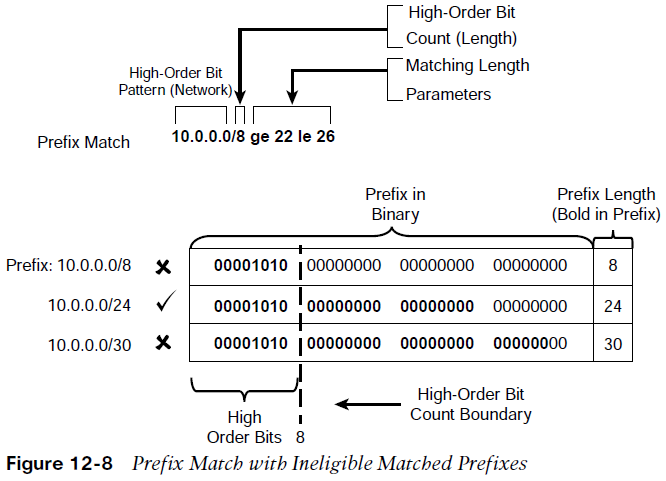 High-Order Bit
Count (Length)
Matching Length
Parameters
High-Order Bit
Pattern (Network)
Prefix Match 10.0.0.0/8 ge 22 le 26
Prefix in
Binary
Prefix Length
(Bold in Prefix)
Prefix: 10.0.0.0/8 ✗ 00001010 00000000 00000000 00000000 8
10.0.0.0/24 ✓ 00001010 00000000 00000000 00000000 24
10.0.0.0/30 ✗ 00001010 00000000 00000000 00000000 30
High
Order Bits 8
High-Order Bit
Count Boundary
Figure 12-8 Prefix Match with Ineligible Matched Prefixes